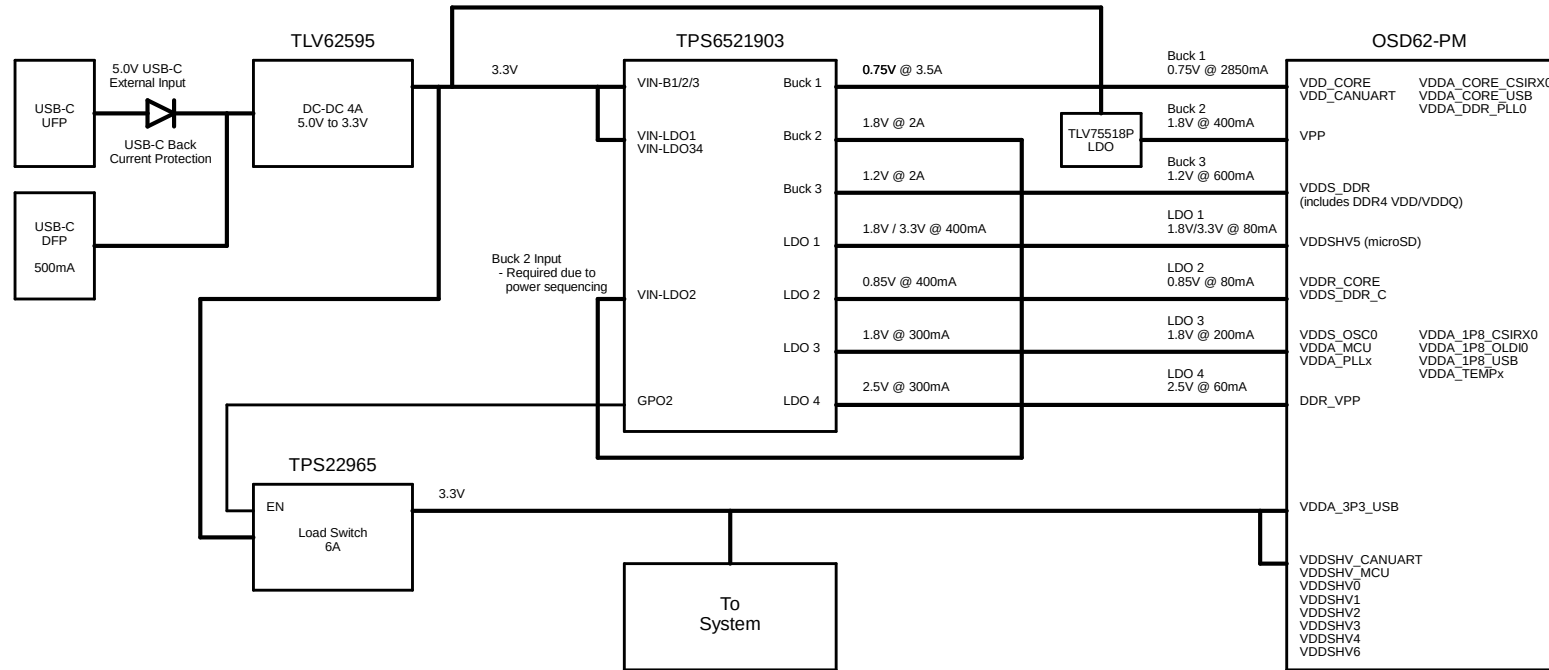 TLV62595
TPS6521903
OSD62-PM
5.0V USB-C
External Input
USB-C
UFP
USB-C Back
Current Protection
DC-DC 4A
5.0V to 3.3V
USB-C
DFP
500mA
3.3V
VIN-B1/2/3
VIN-LDO1
VIN-LDO34
Buck 2 Input
- Required due to
power sequencing
VIN-LDO2
GPO2
Buck 1
Buck 2
Buck 3
LDO 1
LDO 2
LDO 3
LDO 4
0.75V @ 3.5A
1.8V @ 2A
1.2V @ 2A
1.8V / 3.3V @ 400mA
0.85V @ 400mA
1.8V @ 300mA
2.5V @ 300mA
TLV75518P
LDO
Buck 1
0.75V @ 2850mA
Buck 2
1.8V @ 400mA
Buck 3
1.2V @ 600mA
LDO 1
1.8V/3.3V @ 80mA
LDO 2
0.85V @ 80mA
LDO 3
1.8V @ 200mA
LDO 4
2.5V @ 60mA
VDD_CORE
VDD_CANUART
VDDA_CORE_CSIRX0
VDDA_CORE_USB
VDDA_DDR_PLL0
VPP
VDDS_DDR
(includes DDR4 VDD/VDDQ)
VDDSHV5 (microSD)
VDDR_CORE
VDDS_DDR_C
VDDS_OSC0
VDDA_MCU
VDDA_PLLx
VDDA_1P8_CSIRX0
VDDA_1P8_OLDI0
VDDA_1P8_USB
VDDA_TEMPx
DDR_VPP
TPS22965
EN
Load Switch
6A
3.3V
To
System
VDDA_3P3_USB
VDDSHV_CANUART
VDDSHV_MCU
VDDSHV0
VDDSHV1
VDDSHV2
VDDSHV3
VDDSHV4
VDDSHV6